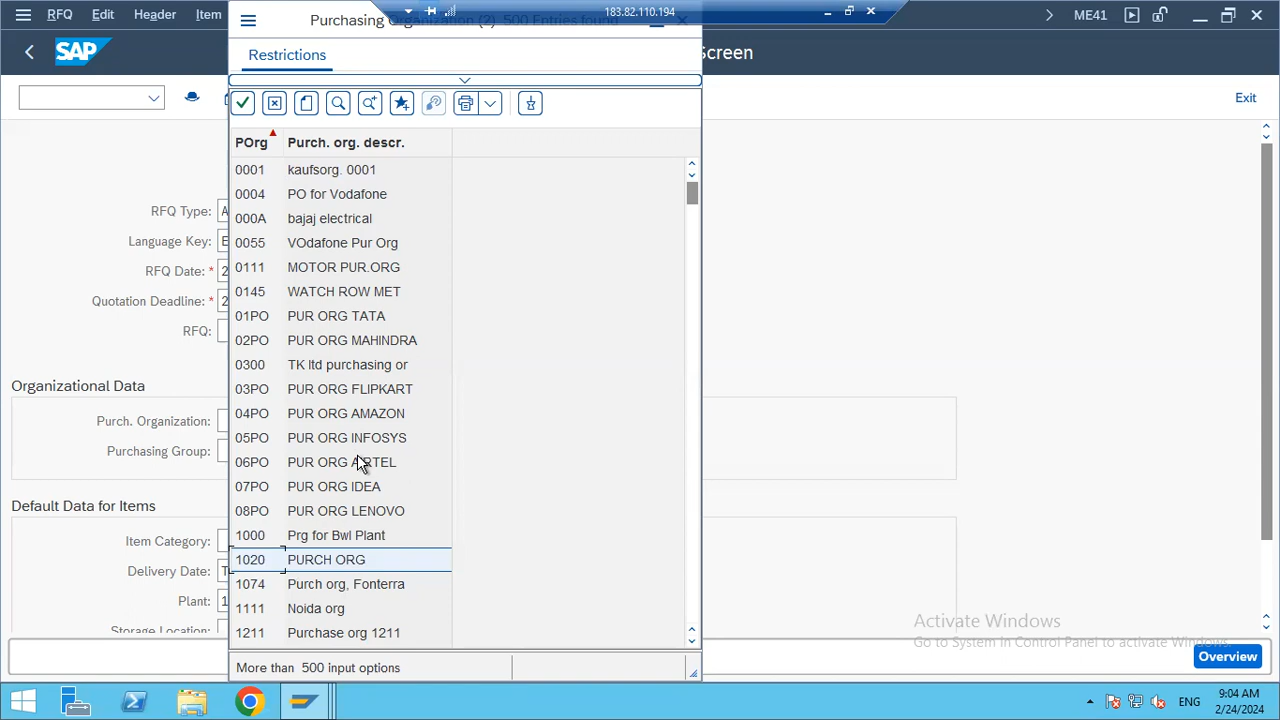 RFQ Edit Header Item
Purchasing Organization (2) 500 Entries found
183.82.110.194
ME41
SAP
Restrictions
Screen
Exit
POrg Purch. org. descr.
0001 kaufsorg. 0001
0004 PO for Vodafone
000A bajaj electrical
0055 VOdafone Pur Org
0111 MOTOR PUR.ORG
0145 WATCH ROW MET
01PO PUR ORG TATA
02PO PUR ORG MAHINDRA
0300 TK ltd purchasing or
03PO PUR ORG FLIPKART
04PO PUR ORG AMAZON
05PO PUR ORG INFOSYS
06PO PUR ORG AIRTEL
07PO PUR ORG IDEA
08PO PUR ORG LENOVO
1000 Prg for Bwl Plant
1020 PURCH ORG
1074 Purch org, Fonterra
1111 Noida org
1211 Purchase org 1211
More than 500 input options
RFQ Type: A
Language Key: E
RFQ Date: * 2
Quotation Deadline: * 2
RFQ:
Organizational Data
Purch. Organization:
Purchasing Group:
Default Data for Items
Item Category:
Delivery Date: T
Plant: 1
Storage Location:
Activate Windows
Go to System in Control Panel to activate Windows.
Overview
ENG
9:04 AM
2/24/2024